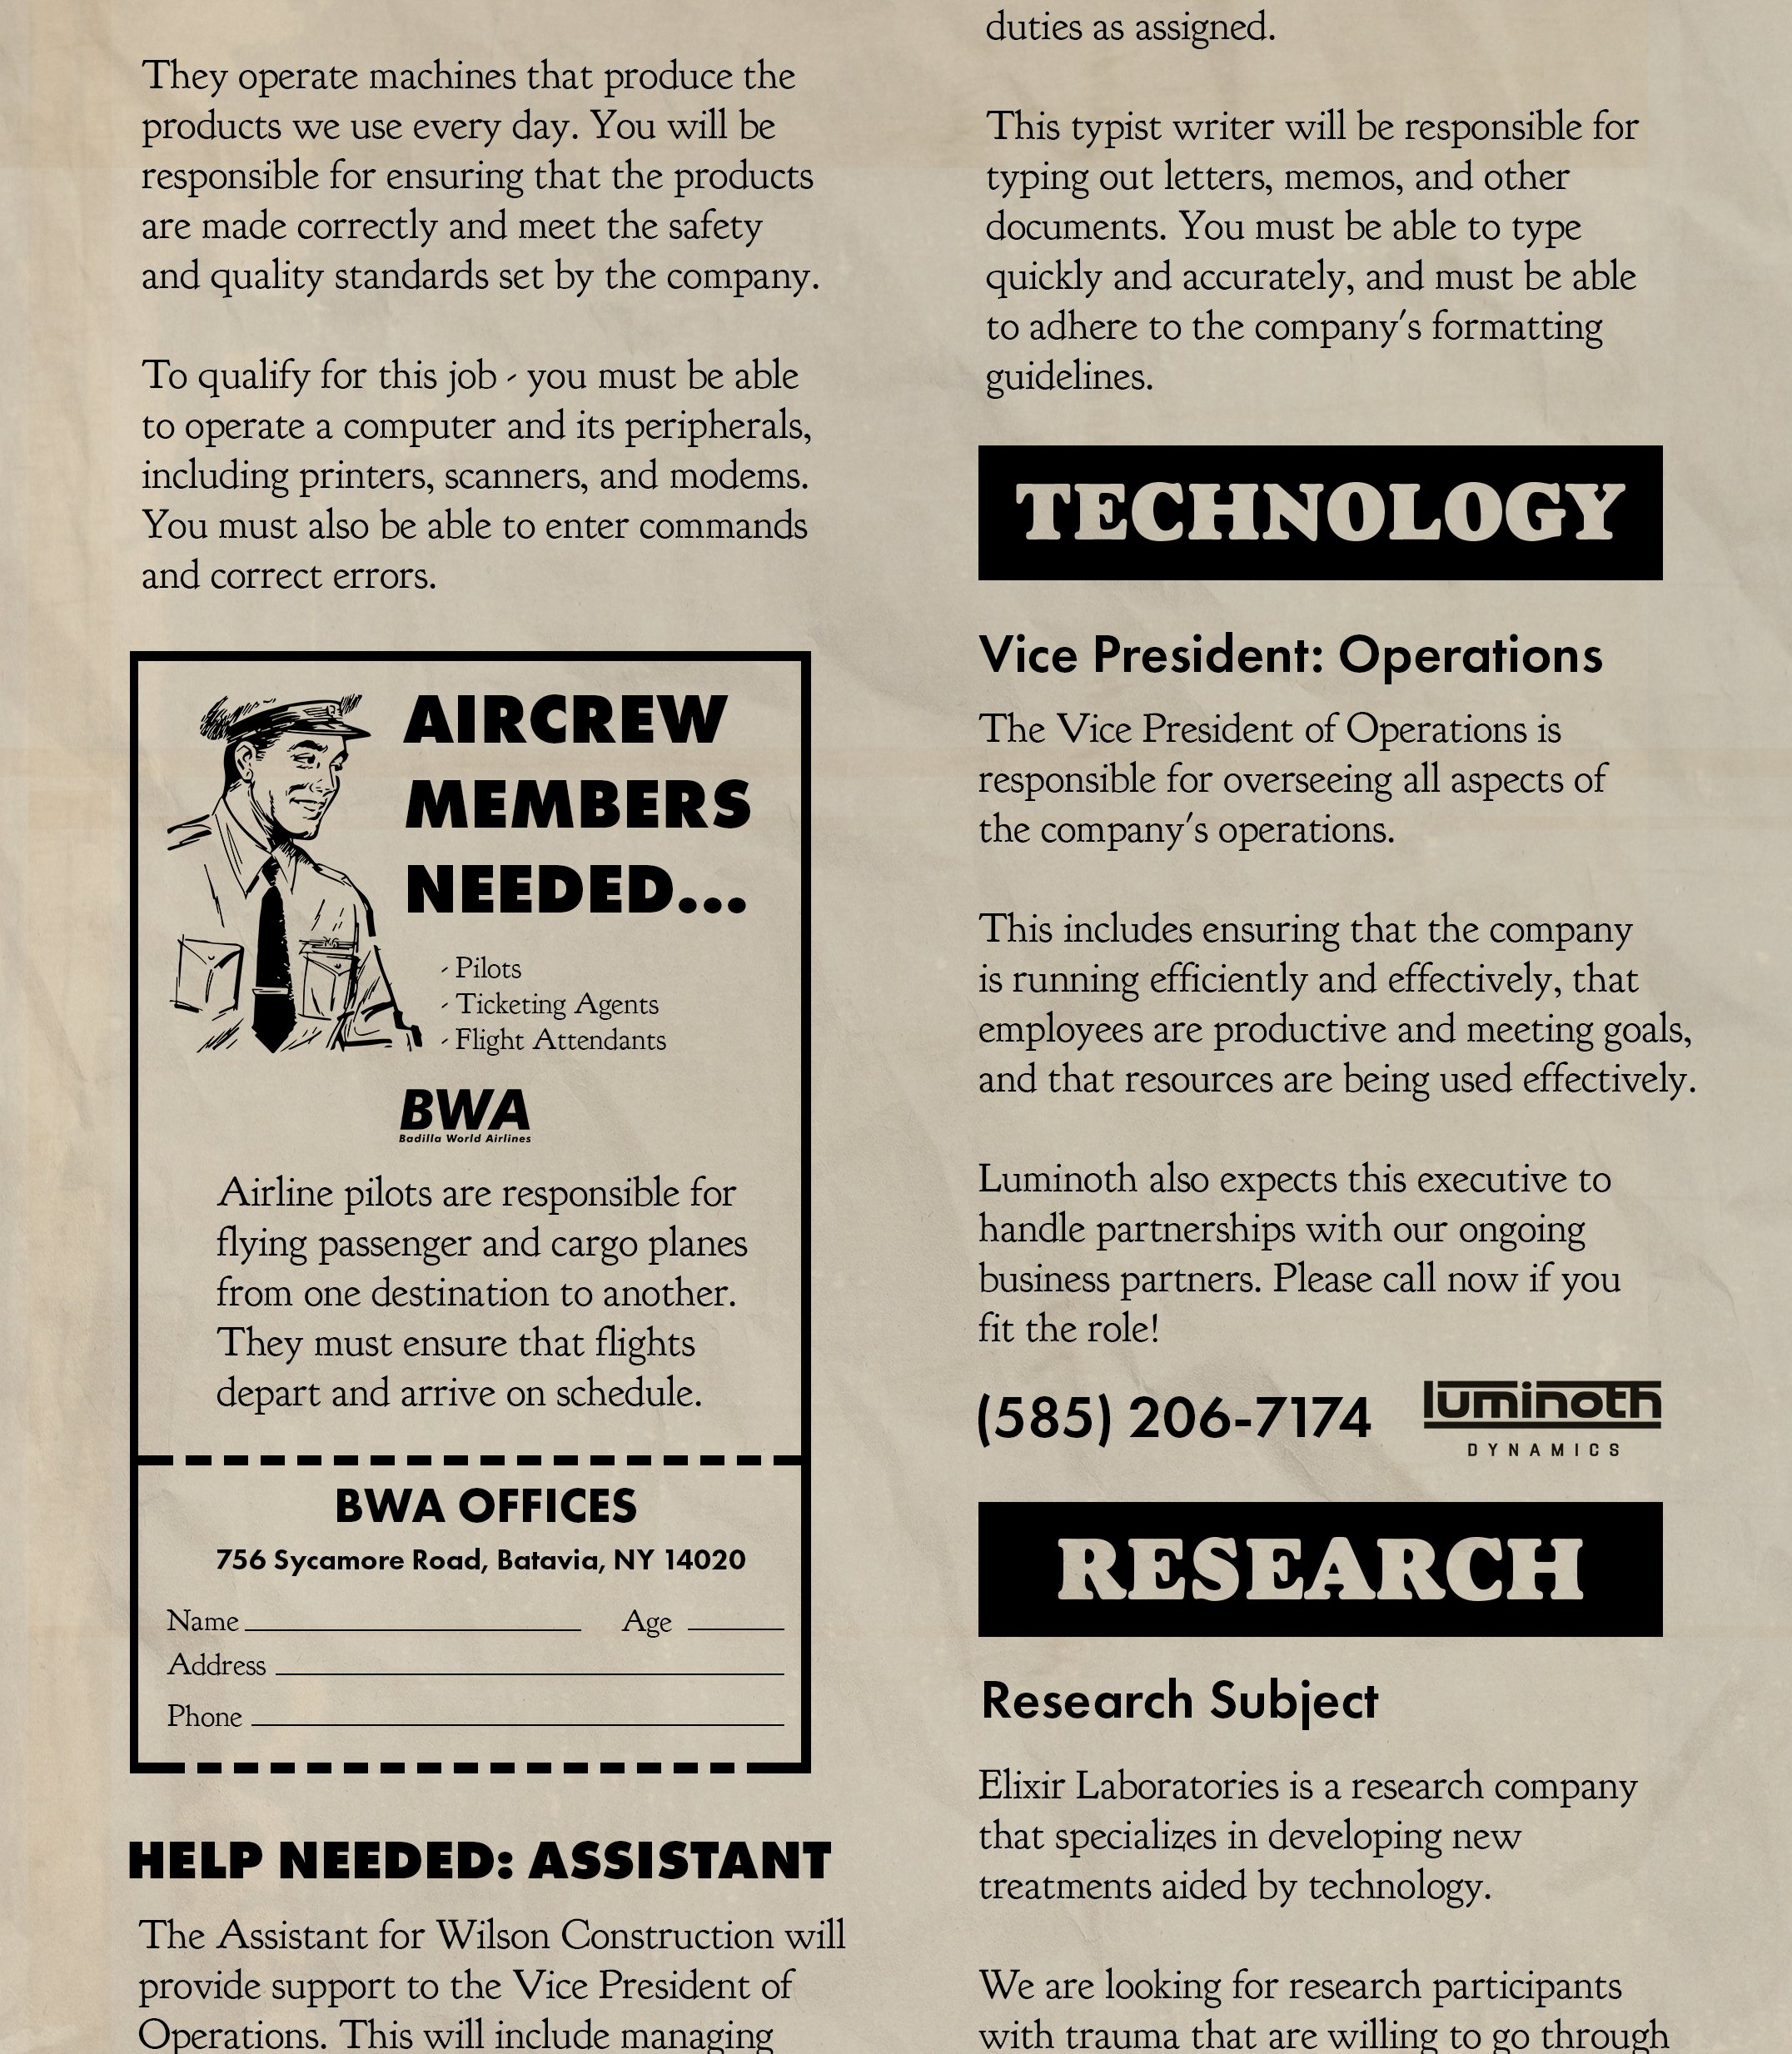 They operate machines that produce the
products we use every day. You will be
responsible for ensuring that the products
are made correctly and meet the safety
and quality standards set by the company.
To qualify for this job - you must be able
to operate a computer and its peripherals,
including printers, scanners, and modems.
You must also be able to enter commands
and correct errors.
AIRCREW
MEMBERS
NEEDED...
- Pilots
- Ticketing Agents
- Flight Attendants
BWA
Badilla World Airlines
Airline pilots are responsible for
flying passenger and cargo planes
from one destination to another.
They must ensure that flights
depart and arrive on schedule.
BWA OFFICES
756 Sycamore Road, Batavia, NY 14020
Name Age
Address
Phone
HELP NEEDED: ASSISTANT
The Assistant for Wilson Construction will
provide support to the Vice President of
Operations. This will include managing
duties as assigned.
This typist writer will be responsible for
typing out letters, memos, and other
documents. You must be able to type
quickly and accurately, and must be able
to adhere to the company's formatting
guidelines.
TECHNOLOGY
Vice President: Operations
The Vice President of Operations is
responsible for overseeing all aspects of
the company's operations.
This includes ensuring that the company
is running efficiently and effectively, that
employees are productive and meeting goals,
and that resources are being used effectively.
Luminoth also expects this executive to
handle partnerships with our ongoing
business partners. Please call now if you
fit the role!
(585) 206-7174
luminoth
DYNAMICS
RESEARCH
Research Subject
Elixir Laboratories is a research company
that specializes in developing new
treatments aided by technology.
We are looking for research participants
with trauma that are willing to go through